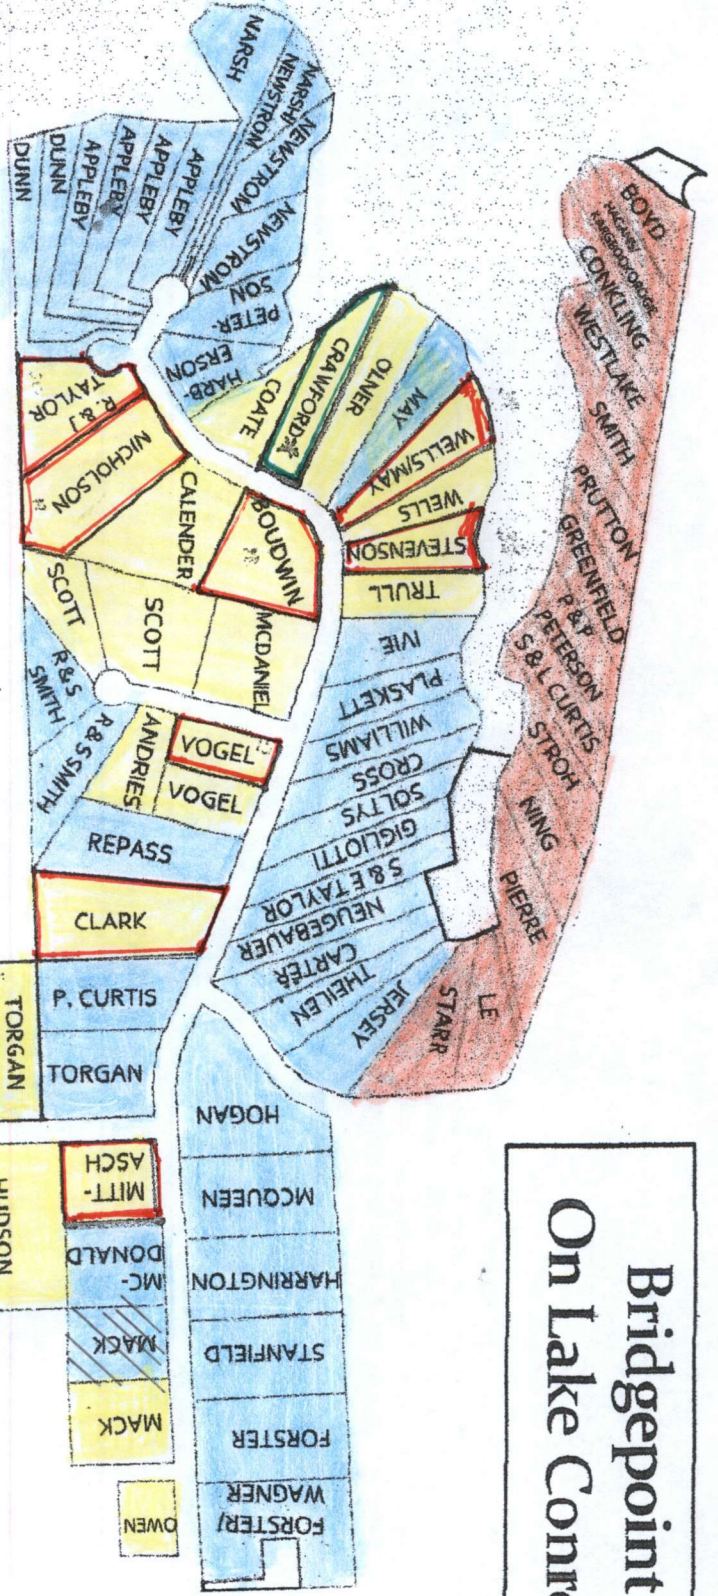 Bridgepoint
On Lake Conr
BOYD
CONKLING
WESTLAKE
SMITH
PRUTTON
GREENFIELD
P & P
PETERSON
S & L CURTIS
STROH
NING
PIERRE
LE
STARR
NARSH
NARSH/
NEWSTROM
NEWSTROM
NEWSTROM
PETER-
SON
HARB-
ERSON
COATE
CRAWFORD
OLNER
MAY
WELLS/MAY
WELLS
STEVENSON
TRULL
IVIE
PLASKETT
WILLIAMS
CROSS
SOLTYS
GIGLIOTTI
S & E TAYLOR
NEUGEBAUER
CARTER
THEILEN
JERSEY
APPLEBY
APPLEBY
APPLEBY
APPLEBY
DUNN
DUNN
R & J
TAYLOR
NICHOLSON
CALENDER
BOUDWIN
SCOTT
SCOTT
MCDANIEL
R & S
SMITH
R & S SMITH
ANDRIES
VOGEL
VOGEL
REPASS
CLARK
P. CURTIS
TORGAN
TORGAN
HOGAN
MCQUEEN
HARRINGTON
STANFIELD
FORSTER
FORSTER/
WAGNER
MITT-
ASCH
MC-
DONALD
MACK
MACK
OWEN
HUDSON